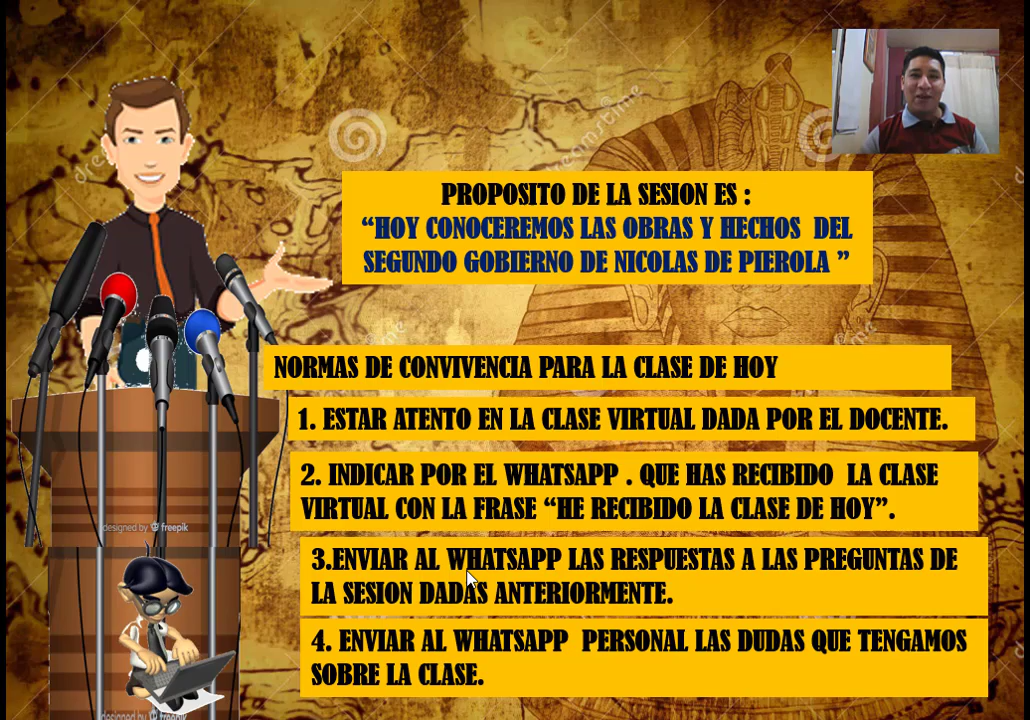 PROPOSITO DE LA SESION ES :
“HOY CONOCEREMOS LAS OBRAS Y HECHOS DEL
SEGUNDO GOBIERNO DE NICOLAS DE PIEROLA ”
NORMAS DE CONVIVENCIA PARA LA CLASE DE HOY
1. ESTAR ATENTO EN LA CLASE VIRTUAL DADA POR EL DOCENTE.
2. INDICAR POR EL WHATSAPP . QUE HAS RECIBIDO LA CLASE
VIRTUAL CON LA FRASE “HE RECIBIDO LA CLASE DE HOY”.
3.ENVIAR AL WHATSAPP LAS RESPUESTAS A LAS PREGUNTAS DE
LA SESION DADAS ANTERIORMENTE.
4. ENVIAR AL WHATSAPP PERSONAL LAS DUDAS QUE TENGAMOS
SOBRE LA CLASE.
designed by freepik
designed by freepik
dreamstime